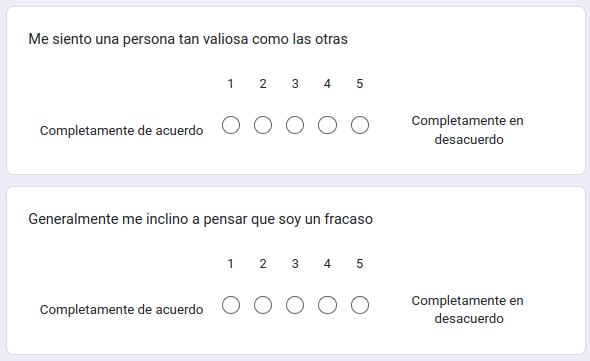 Me siento una persona tan valiosa como las otras
1 2 3 4 5
Completamente de acuerdo
Completamente en
desacuerdo
Generalmente me inclino a pensar que soy un fracaso
1 2 3 4 5
Completamente de acuerdo
Completamente en
desacuerdo